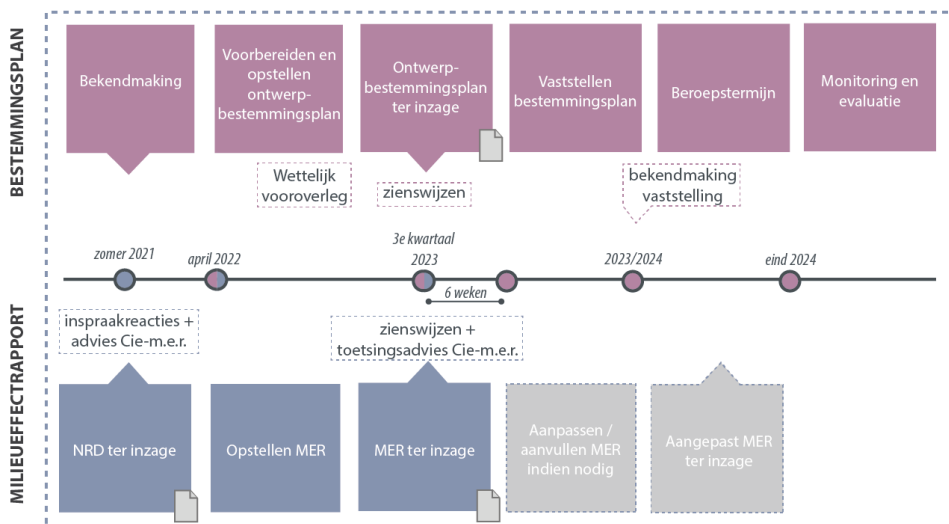 BESTEMMINGSPLAN
Bekendmaking
Voorbereiden en
opstellen
ontwerp-
bestemmingsplan
Ontwerp-
bestemmingsplan
ter inzage
Vaststellen
bestemmingsplan
Beroepstermijn
Monitoring en
evaluatie
Wettelijk
vooroverleg
zienswijzen
bekendmaking
vaststelling
zomer 2021
april 2022
3e kwartaal
2023
6 weken
2023/2024
eind 2024
MILIEUEFFECTRAPPORT
inspraakreacties +
advies Cie-m.e.r.
zienswijzen +
toetsingsadvies Cie-m.e.r.
NRD ter inzage
Opstellen MER
MER ter inzage
Aanpassen /
aanvullen MER
indien nodig
Aangepast MER
ter inzage